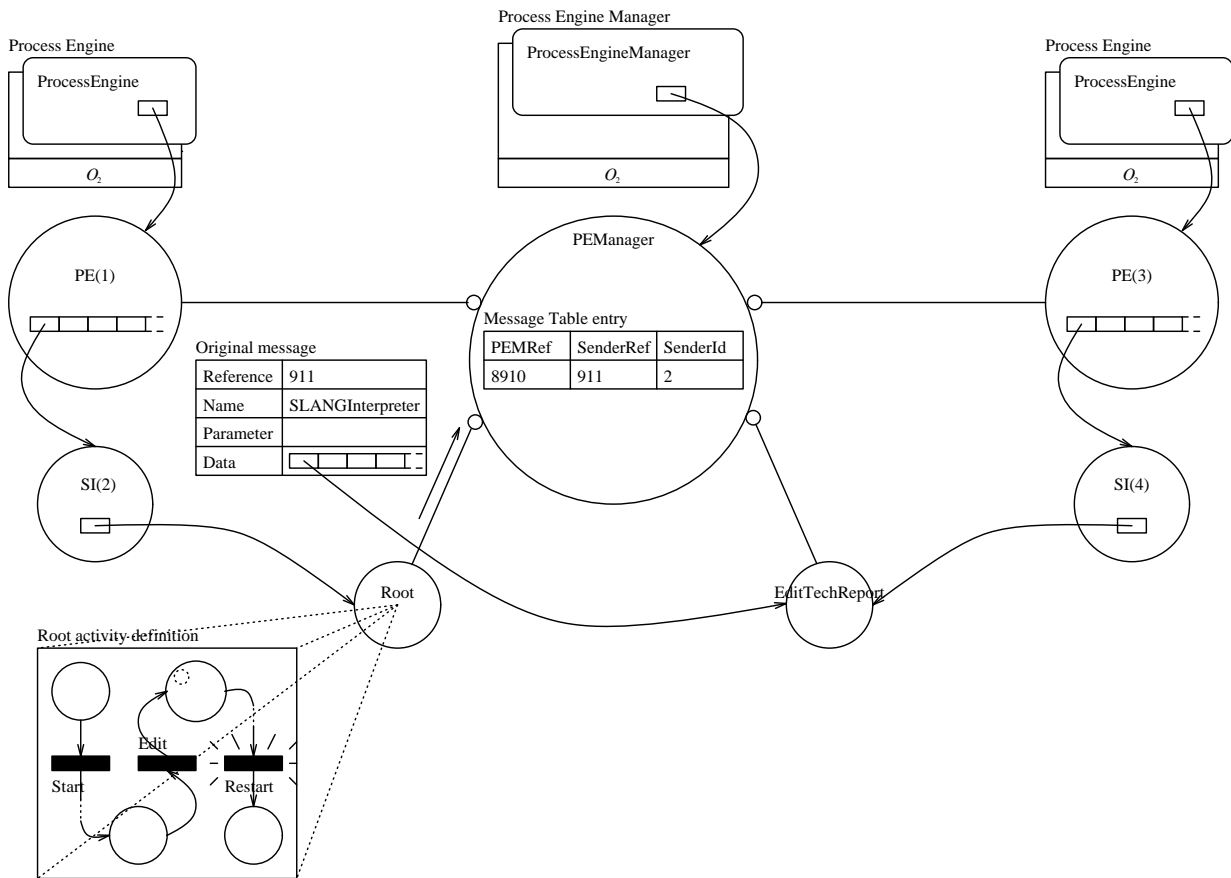 Process Engine Manager
Process Engine
Process Engine
ProcessEngineManager
ProcessEngine
ProcessEngine
O2
O2
O2
PEManager
PE(1)
PE(3)
Message Table entry
PEMRef SenderRef SenderId
8910 911 2
Original message
Reference 911
Name SLANGInterpreter
Parameter
Data
SI(2)
SI(4)
Root
EditTechReport
Root activity definition
Edit
Start
Restart